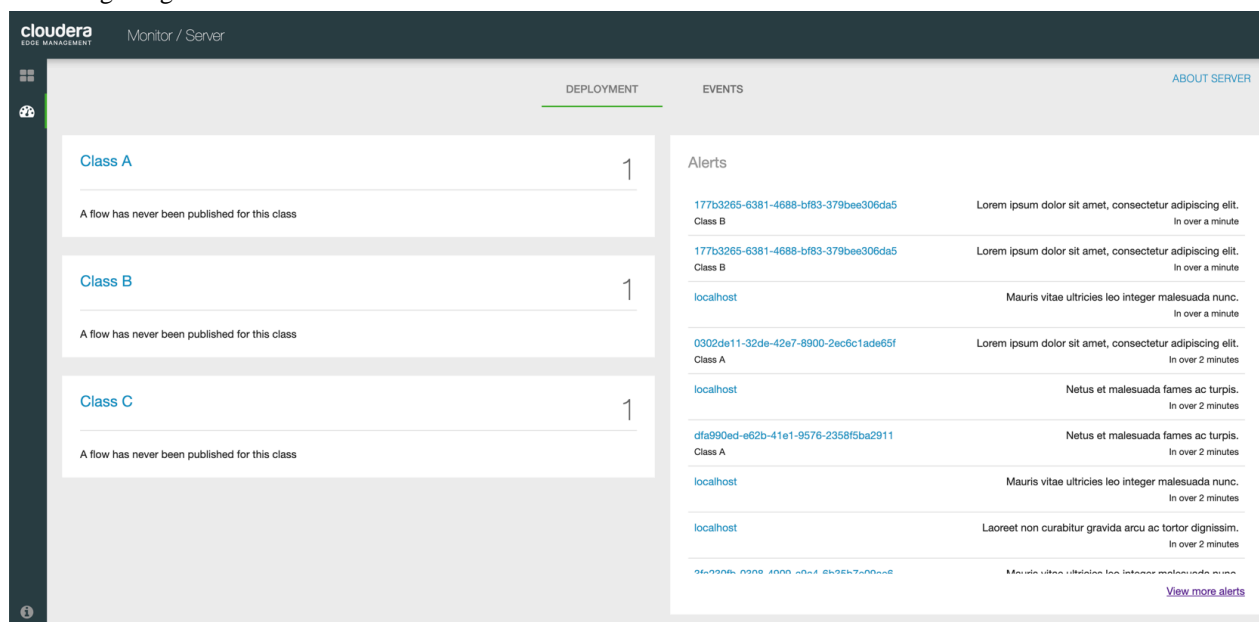 cloudera
EDGE MANAGEMENT
Monitor / Server
ABOUT SERVER
DEPLOYMENT
EVENTS
Class A
1
A flow has never been published for this class
Class B
1
A flow has never been published for this class
Class C
1
A flow has never been published for this class
Alerts
177b3265-6381-4688-bf83-379bee306da5
Lorem ipsum dolor sit amet, consectetur adipiscing elit.
Class B
In over a minute
177b3265-6381-4688-bf83-379bee306da5
Lorem ipsum dolor sit amet, consectetur adipiscing elit.
Class B
In over a minute
localhost
Mauris vitae ultricies leo integer malesuada nunc.
In over a minute
0302de11-32de-42e7-8900-2ec6c1ade65f
Lorem ipsum dolor sit amet, consectetur adipiscing elit.
Class A
In over 2 minutes
localhost
Netus et malesuada fames ac turpis.
In over 2 minutes
dfa990ed-e62b-41e1-9576-2358f5ba2911
Netus et malesuada fames ac turpis.
Class A
In over 2 minutes
localhost
Mauris vitae ultricies leo integer malesuada nunc.
In over 2 minutes
localhost
Laoreet non curabitur gravida arcu ac tortor dignissim.
In over 2 minutes
Mauris vitae ultricies leo integer malesuada nunc.
View more alerts